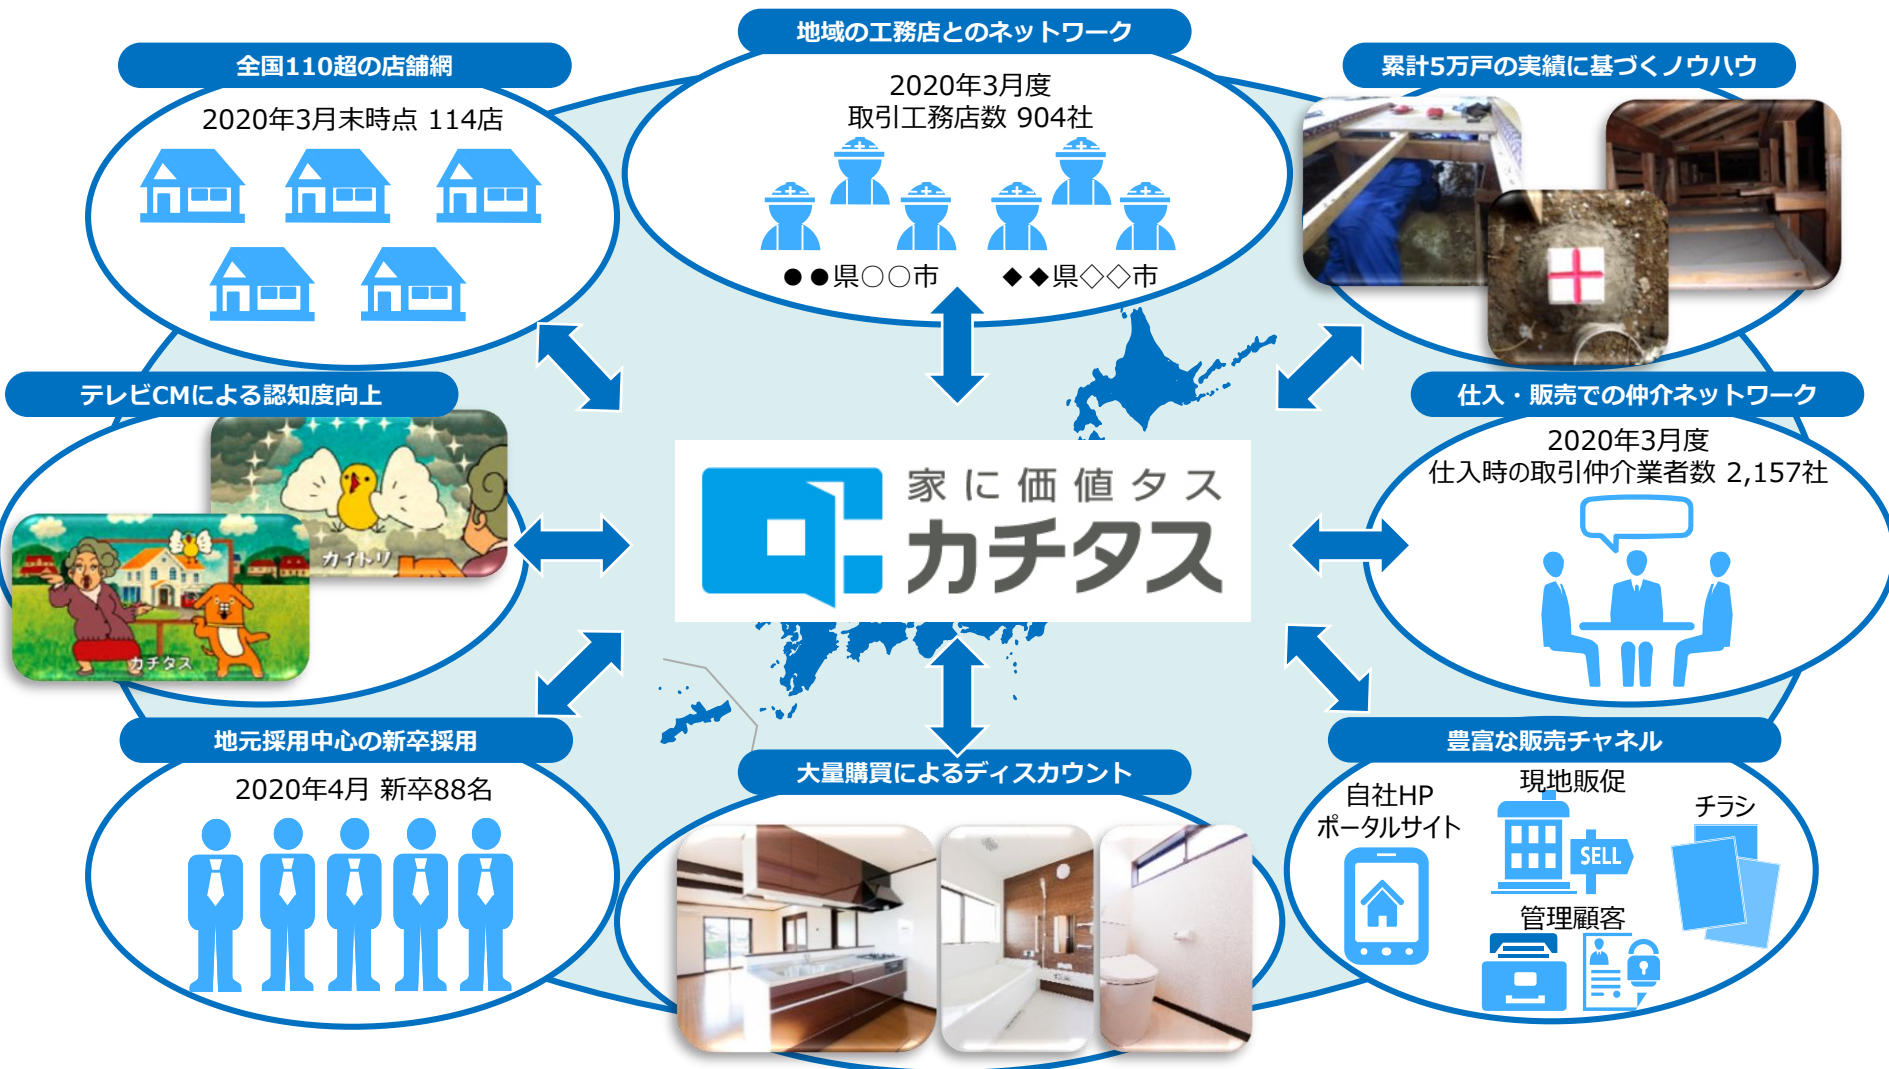 地域の工務店とのネットワーク
2020年3月度
取引工務店数 904社
●●県○○市
◆◆県◇◇市
全国110超の店舗網
2020年3月末時点 114店
累計5万戸の実績に基づくノウハウ
テレビCMによる認知度向上
カイトリ
カチタス
家に価値タス
カチタス
仕入・販売での仲介ネットワーク
2020年3月度
仕入時の取引仲介業者数 2,157社
地元採用中心の新卒採用
2020年4月 新卒88名
大量購買によるディスカウント
豊富な販売チャネル
自社HP
ポータルサイト
現地販促
SELL
チラシ
管理顧客